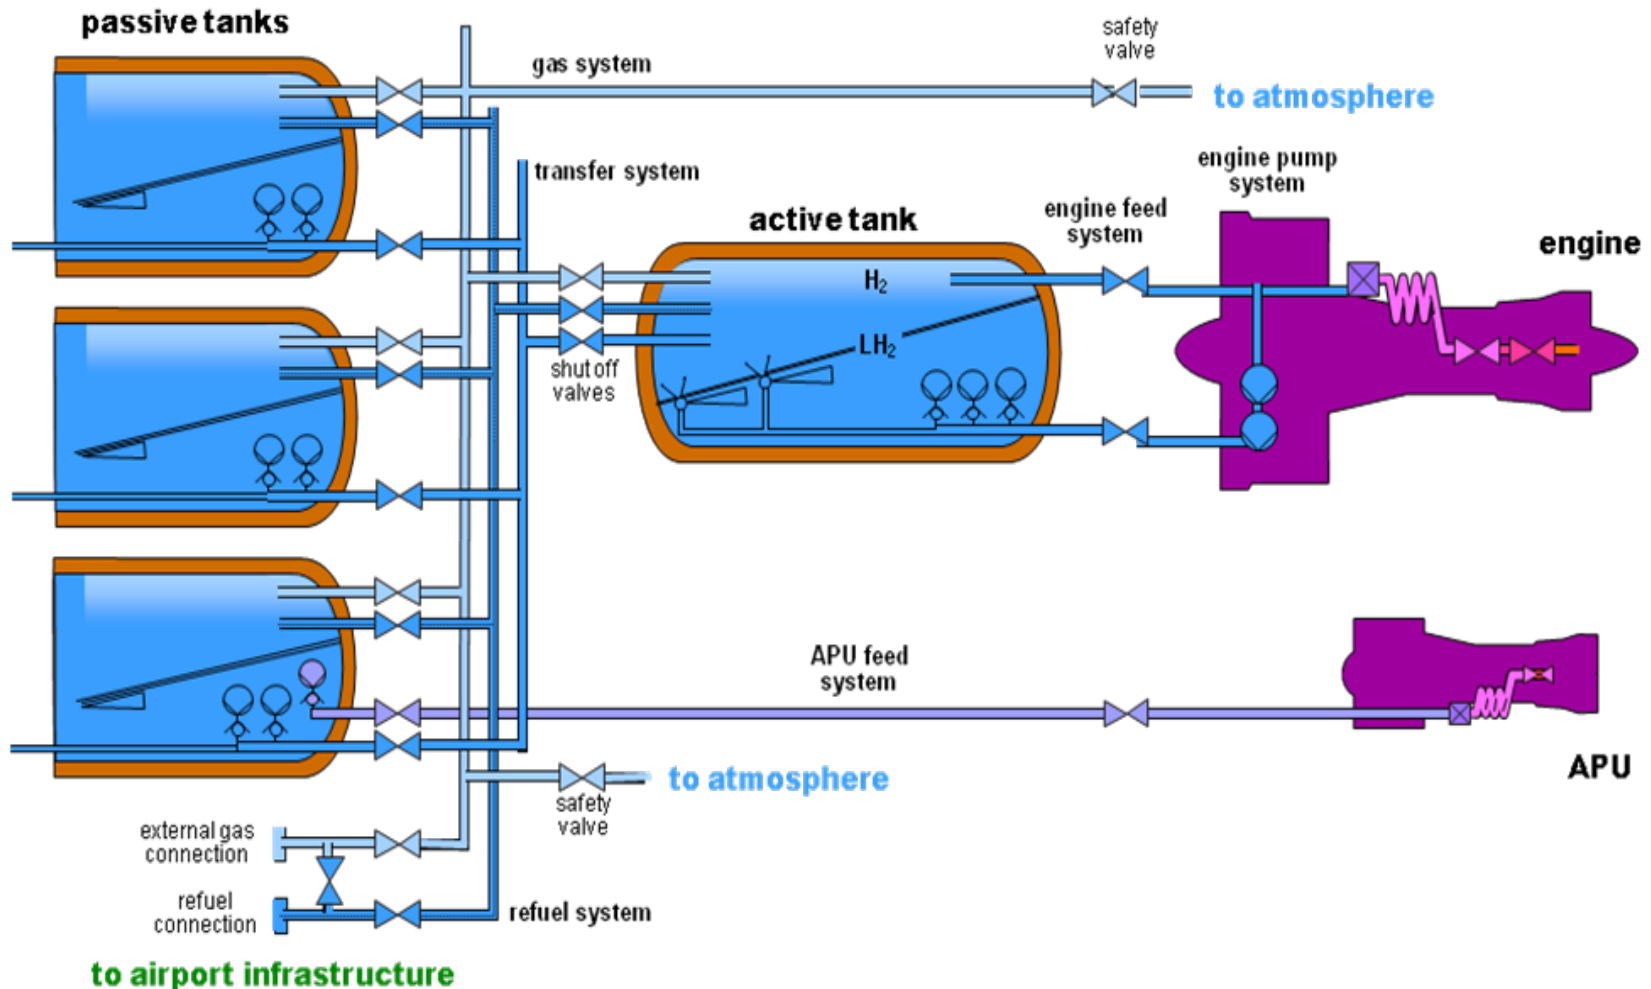 passive tanks
safety
valve
gas system
to atmosphere
engine pump
system
transfer system
engine feed
system
active tank
engine
H₂
LH₂
shut off
valves
APU feed
system
APU
to atmosphere
safety
valve
external gas
connection
refuel
connection
refuel system
to airport infrastructure